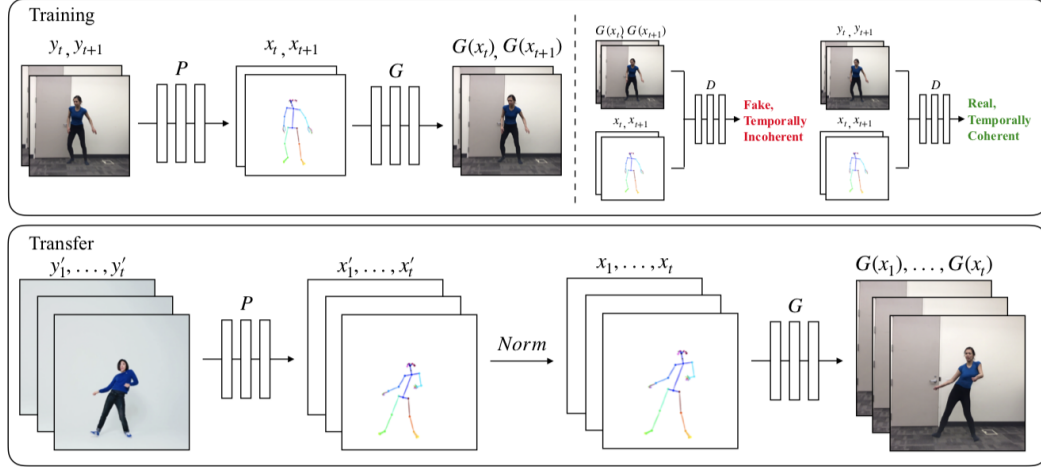 Training
y_t, y_{t+1}
P
x_t, x_{t+1}
G
G(x_t), G(x_{t+1})
G(x_t) G(x_{t+1})
x_t, x_{t+1}
D
Fake,
Temporally
Incoherent
y_t, y_{t+1}
x_t, x_{t+1}
D
Real,
Temporally
Coherent
Transfer
y′_1, . . . , y′_t
P
x′_1, . . . , x′_t
Norm
x_1, . . . , x_t
G
G(x_1), . . . , G(x_t)